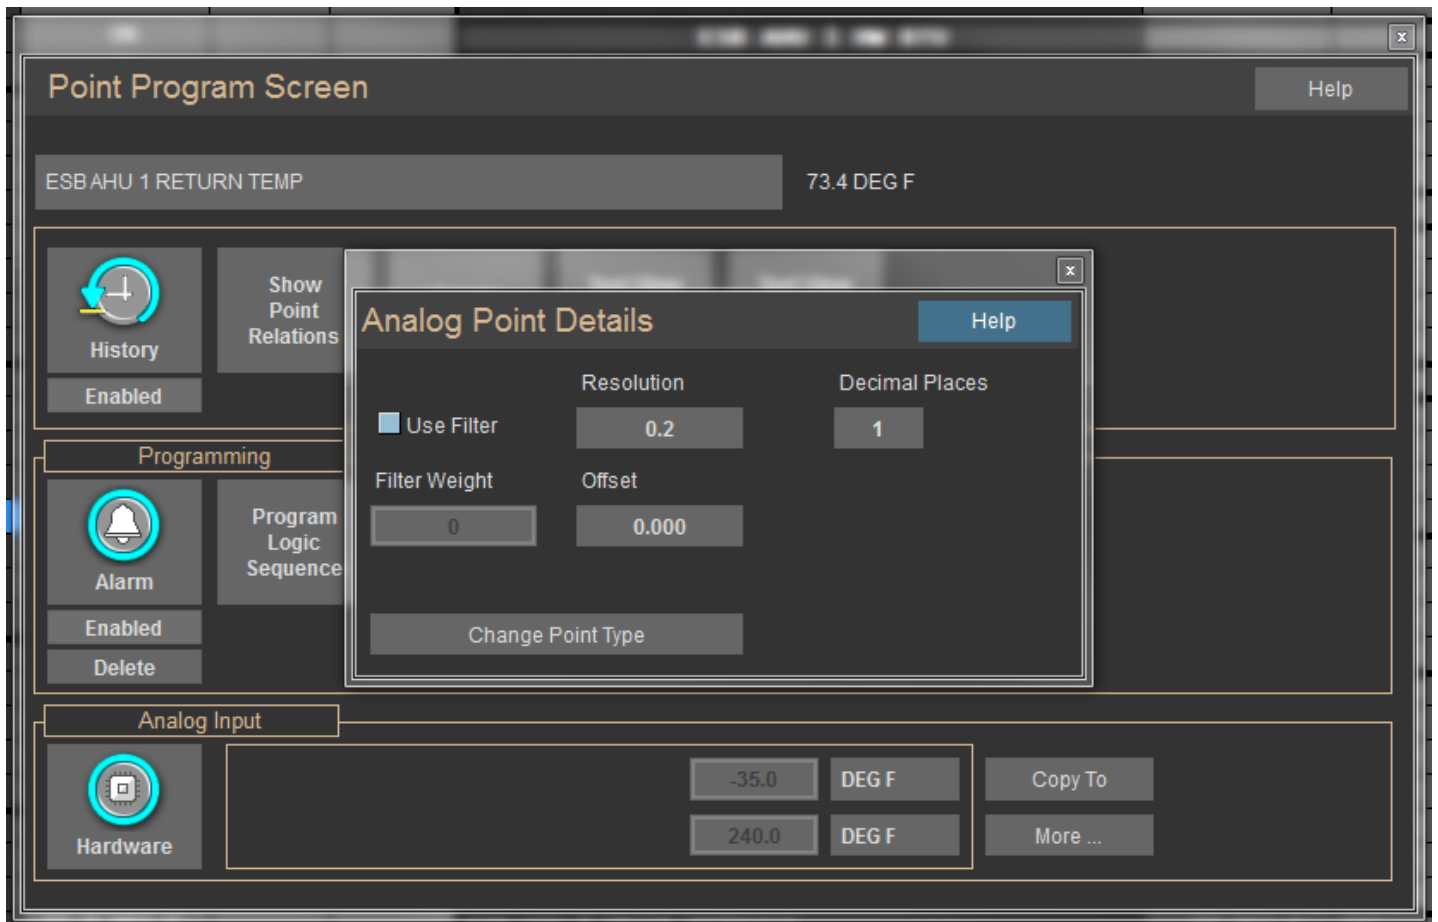 Point Program Screen
Help
ESB AHU 1 RETURN TEMP
73.4 DEG F
History
Enabled
Show
Point
Relations
Analog Point Details
Help
Resolution
Decimal Places
Use Filter
0.2
1
Filter Weight
Offset
0
0.000
Change Point Type
Programming
Alarm
Enabled
Delete
Program
Logic
Sequence
Analog Input
Hardware
-35.0
DEG F
Copy To
240.0
DEG F
More ...